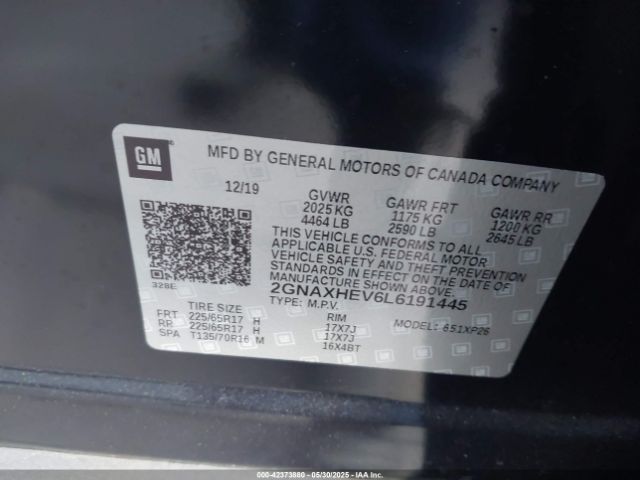 GM
MFD BY GENERAL MOTORS OF CANADA COMPANY
12/19 GVWR GAWR FRT GAWR RR
2025 KG 1175 KG 1200 KG
4464 LB 2590 LB 2645 LB
THIS VEHICLE CONFORMS TO ALL
APPLICABLE U.S. FEDERAL MOTOR
VEHICLE SAFETY AND THEFT PREVENTION
STANDARDS IN EFFECT ON THE DATE OF
MANUFACTURE SHOWN ABOVE.
2GNAXHEV6L6191445
TYPE: M.P.V. MODEL: 651XP26
328E
TIRE SIZE RIM
FRT 225/65R17 H 17X7J
RR 225/65R17 H 17X7J
SPA T135/70R16 M 16X4BT
00-42373880 - 05/30/2025 - IAA, Inc.